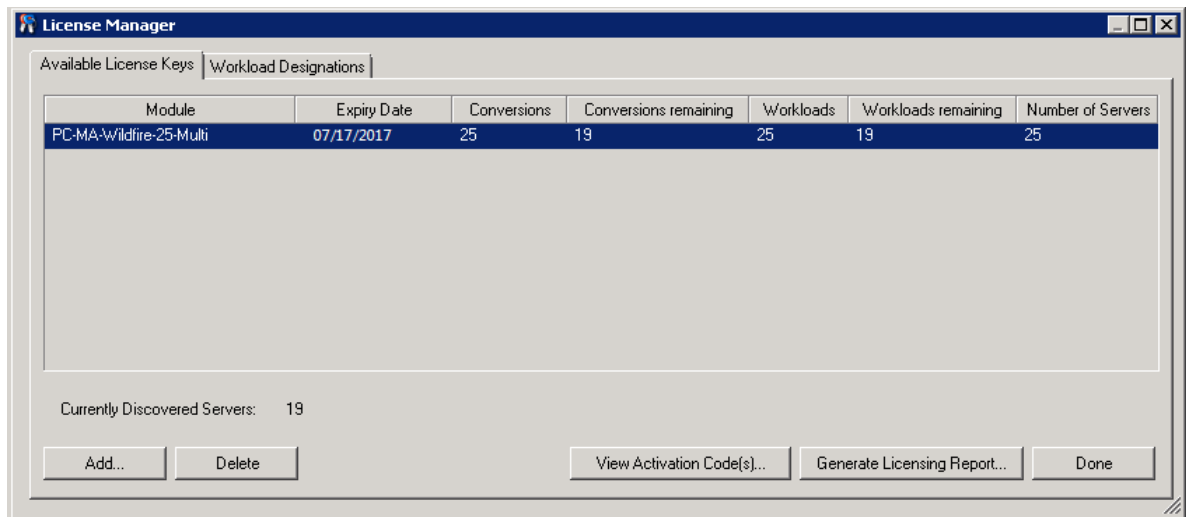 License Manager
Available License Keys Workload Designations
Module Expiry Date Conversions Conversions remaining Workloads Workloads remaining Number of Servers
PC-MA-Wildfire-25-Multi 07/17/2017 25 19 25 19 25
Currently Discovered Servers: 19
Add... Delete View Activation Code(s)... Generate Licensing Report... Done